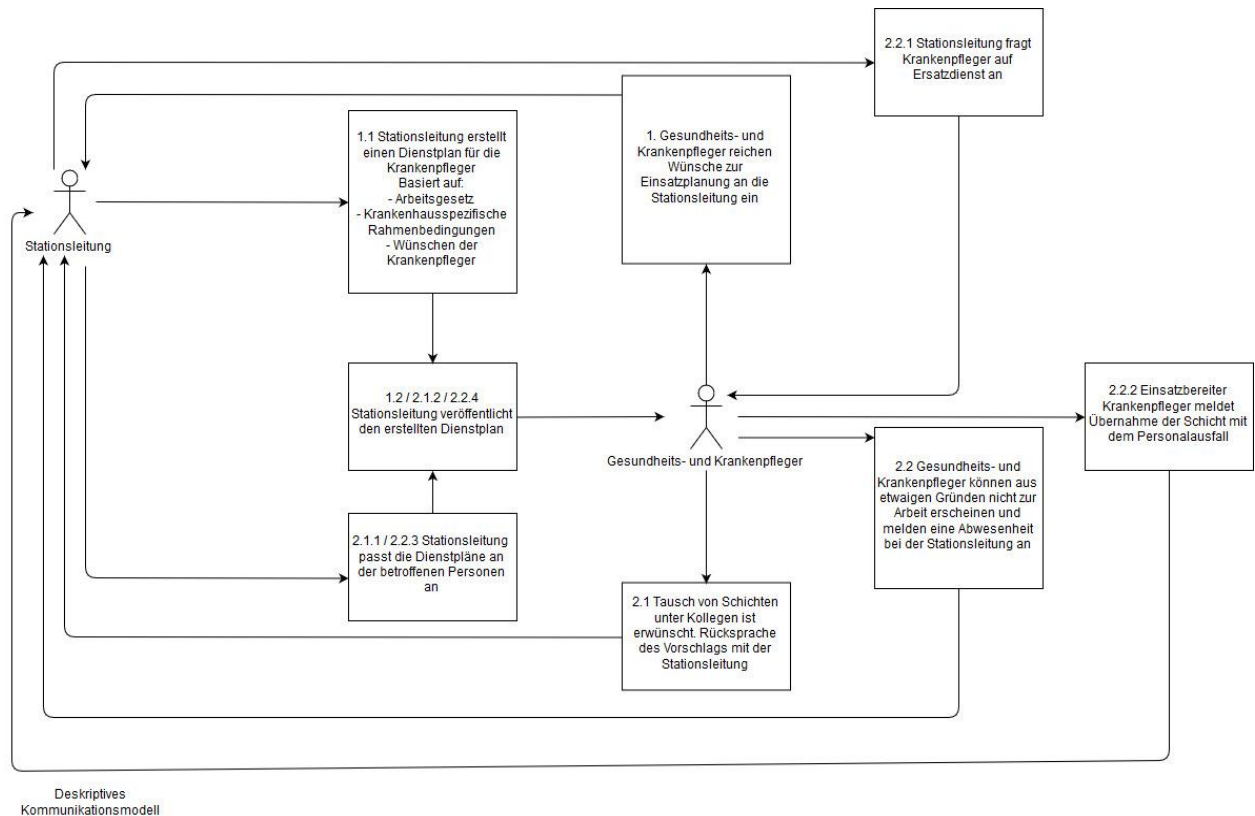 2.2.1 Stationsleitung fragt
Krankenpfleger auf
Ersatzdienst an
1.1 Stationsleitung erstellt
einen Dienstplan für die
Krankenpfleger
Basiert auf:
- Arbeitsgesetz
- Krankenhausspezifische
Rahmenbedingungen
- Wünschen der
Krankenpfleger
1. Gesundheits- und
Krankenpfleger reichen
Wünsche zur
Einsatzplanung an die
Stationsleitung ein
Stationsleitung
1.2 / 2.1.2 / 2.2.4
Stationsleitung veröffentlicht
den erstellten Dienstplan
Gesundheits- und Krankenpfleger
2.2.2 Einsatzbereiter
Krankenpfleger meldet
Übernahme der Schicht mit
dem Personalausfall
2.2 Gesundheits- und
Krankenpfleger können aus
etwaigen Gründen nicht zur
Arbeit erscheinen und
melden eine Abwesenheit
bei der Stationsleitung an
2.1.1 / 2.2.3 Stationsleitung
passt die Dienstpläne an
der betroffenen Personen
an
2.1 Tausch von Schichten
unter Kollegen ist
erwünscht. Rücksprache
des Vorschlags mit der
Stationsleitung
Deskriptives
Kommunikationsmodell